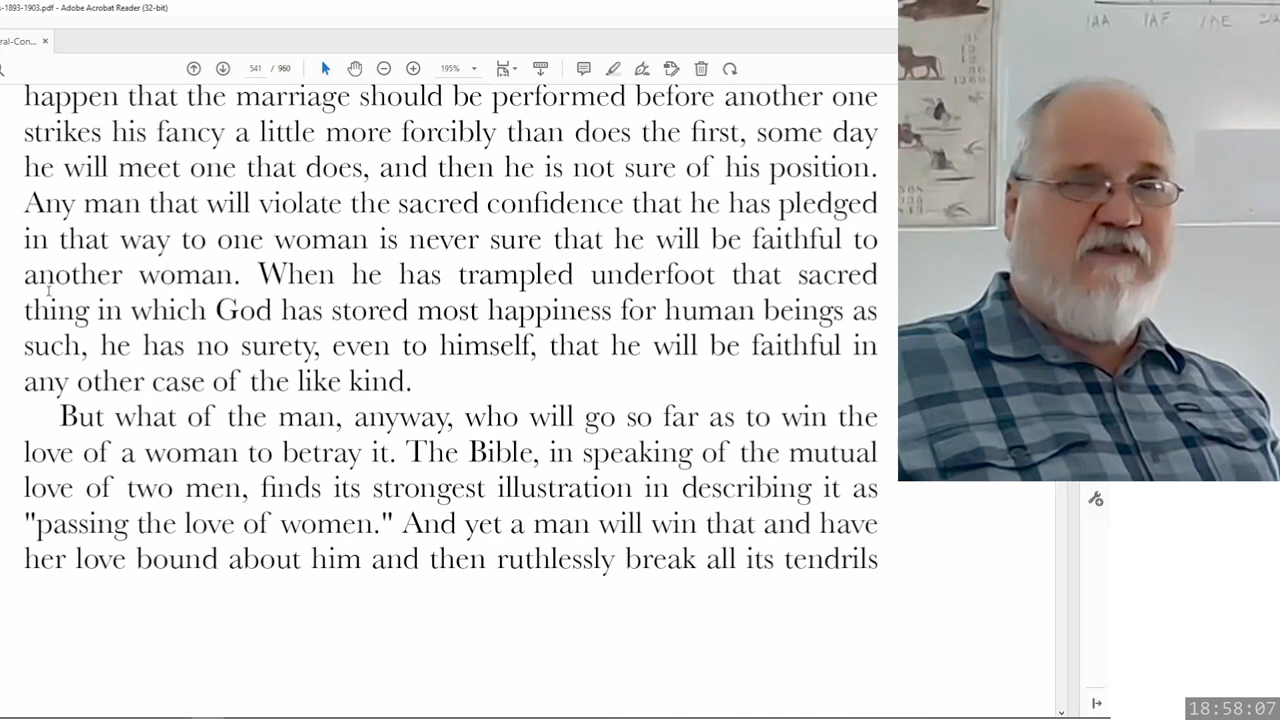 s-1893-1903.pdf - Adobe Acrobat Reader (32-bit)
ral-Con... ×
541 960 195%
happen that the marriage should be performed before another one
strikes his fancy a little more forcibly than does the first, some day
he will meet one that does, and then he is not sure of his position.
Any man that will violate the sacred confidence that he has pledged
in that way to one woman is never sure that he will be faithful to
another woman. When he has trampled underfoot that sacred
thing in which God has stored most happiness for human beings as
such, he has no surety, even to himself, that he will be faithful in
any other case of the like kind.
But what of the man, anyway, who will go so far as to win the
love of a woman to betray it. The Bible, in speaking of the mutual
love of two men, finds its strongest illustration in describing it as
"passing the love of women." And yet a man will win that and have
her love bound about him and then ruthlessly break all its tendrils
1AA 1AF 1AE
1260
18:58:07